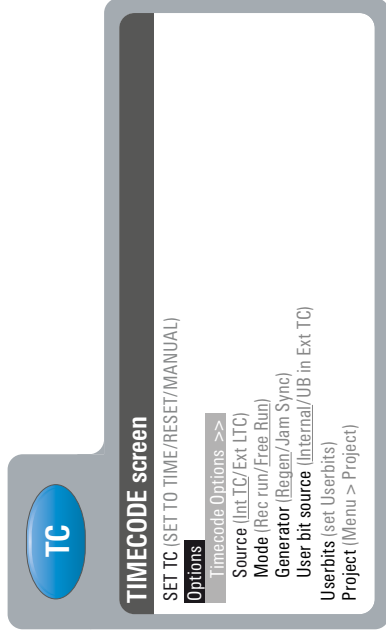 TC
TIMECODE screen
SET TC (SET TO TIME/RESET/MANUAL)
Options
Timecode Options >>
Source (Int TC/Ext LTC)
Mode (Rec run/Free Run)
Generator (Regen/Jam Sync)
User bit source (Internal/UB in Ext TC)
Userbits (set Userbits)
Project (Menu > Project)